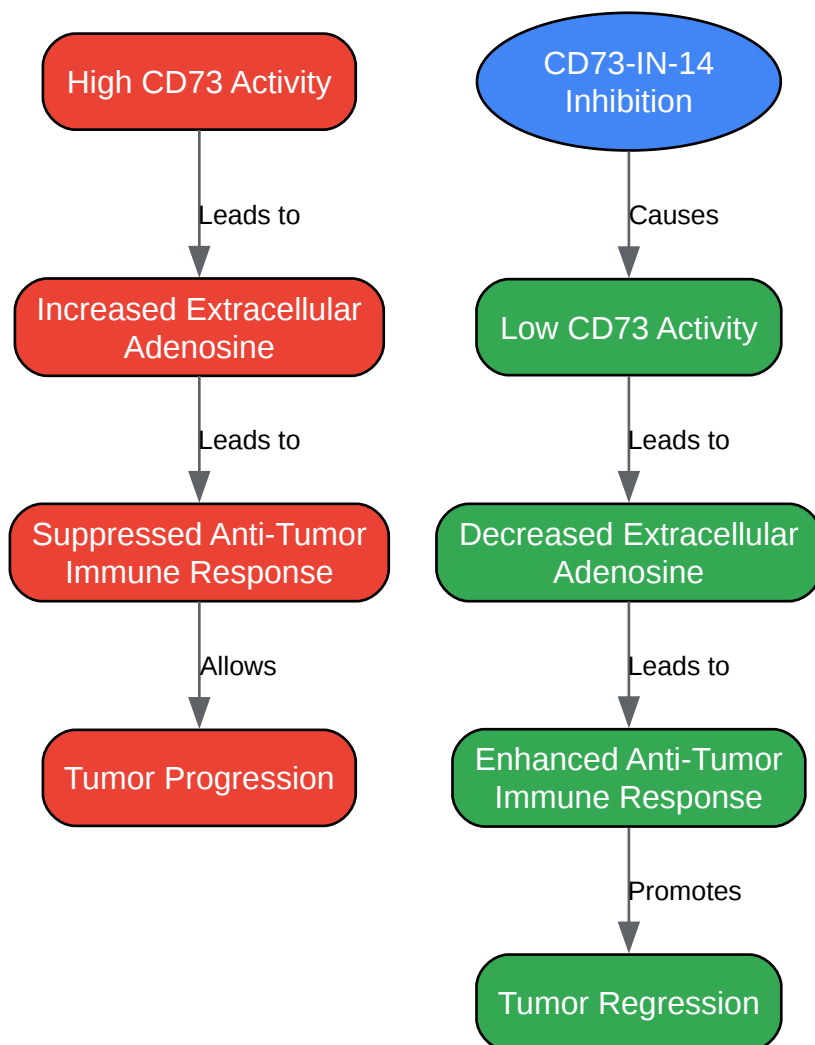 High CD73 Activity
Leads to
Increased Extracellular
Adenosine
Leads to
Suppressed Anti-Tumor
Immune Response
Allows
Tumor Progression
CD73-IN-14
Inhibition
Causes
Low CD73 Activity
Leads to
Decreased Extracellular
Adenosine
Leads to
Enhanced Anti-Tumor
Immune Response
Promotes
Tumor Regression